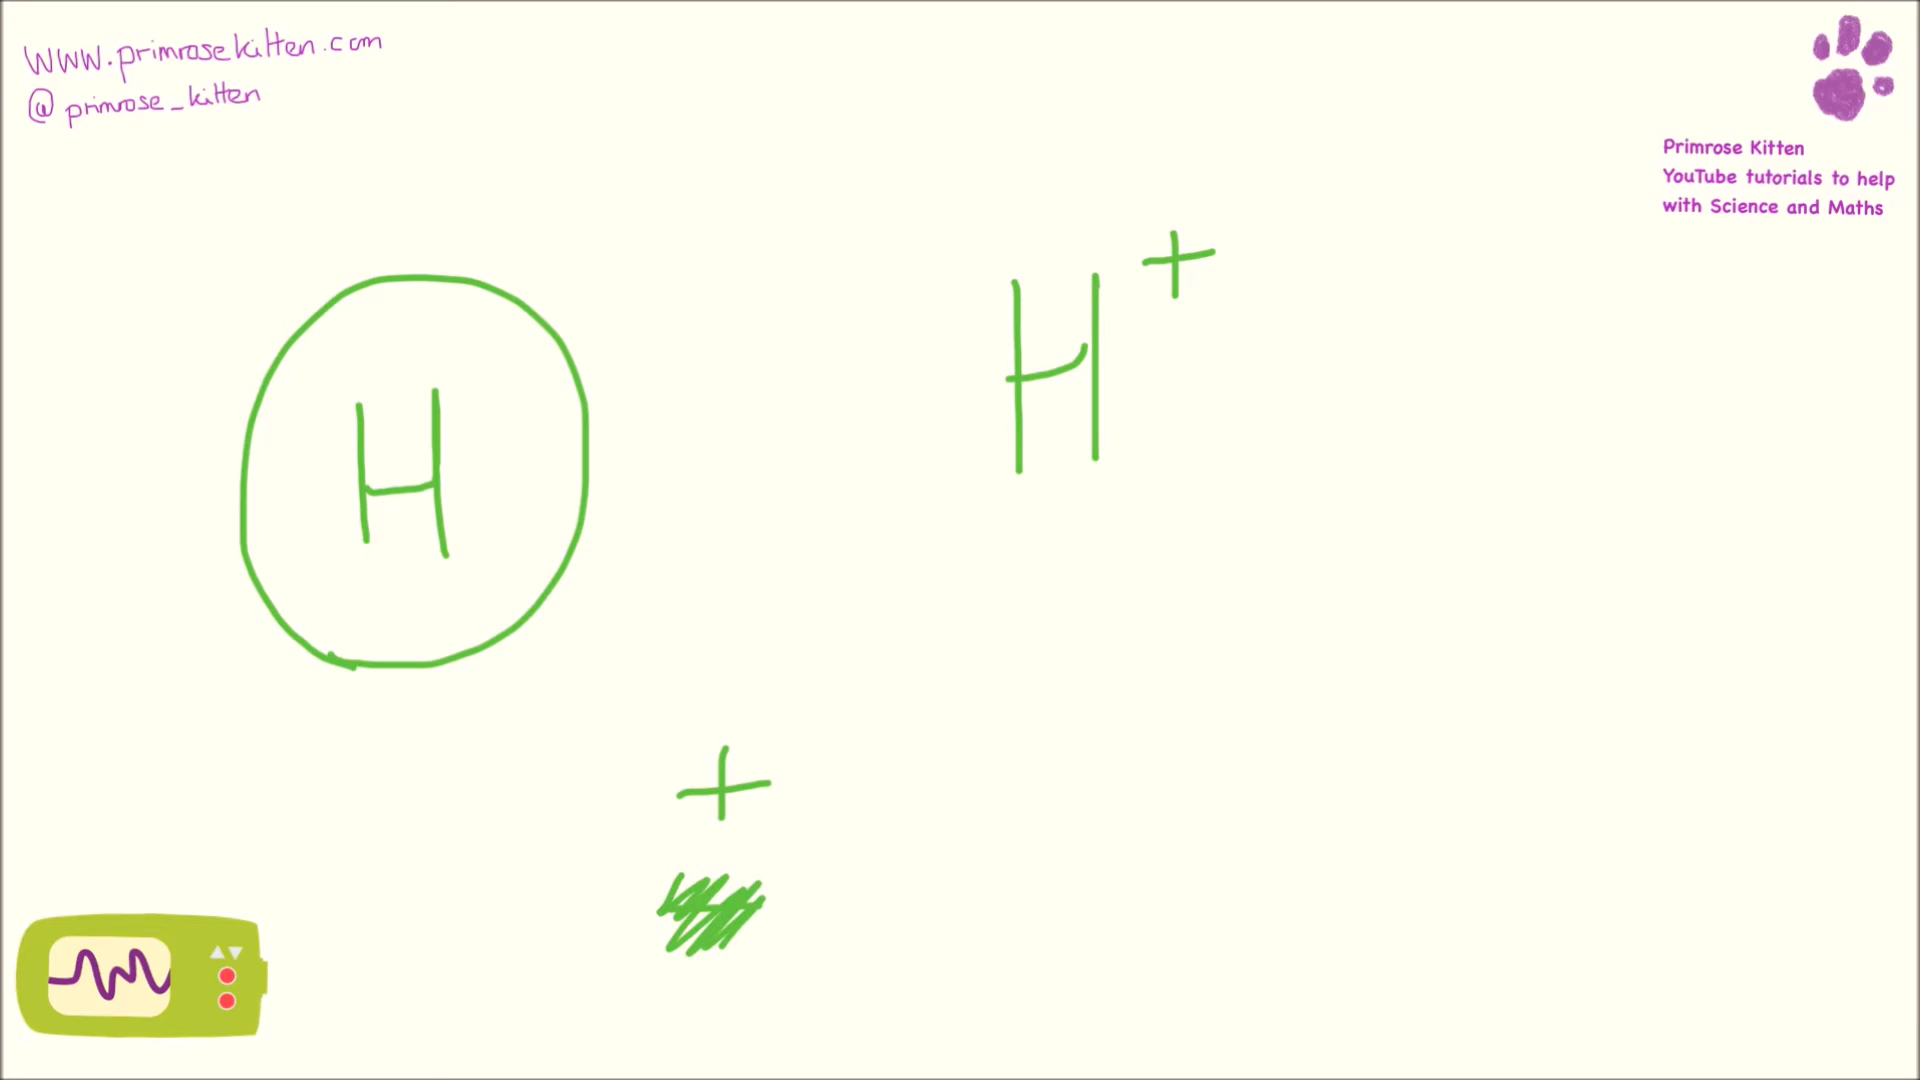 www.primrosekitten.com
@primrose_kitten
Primrose Kitten
YouTube tutorials to help
with Science and Maths
H
H+
+